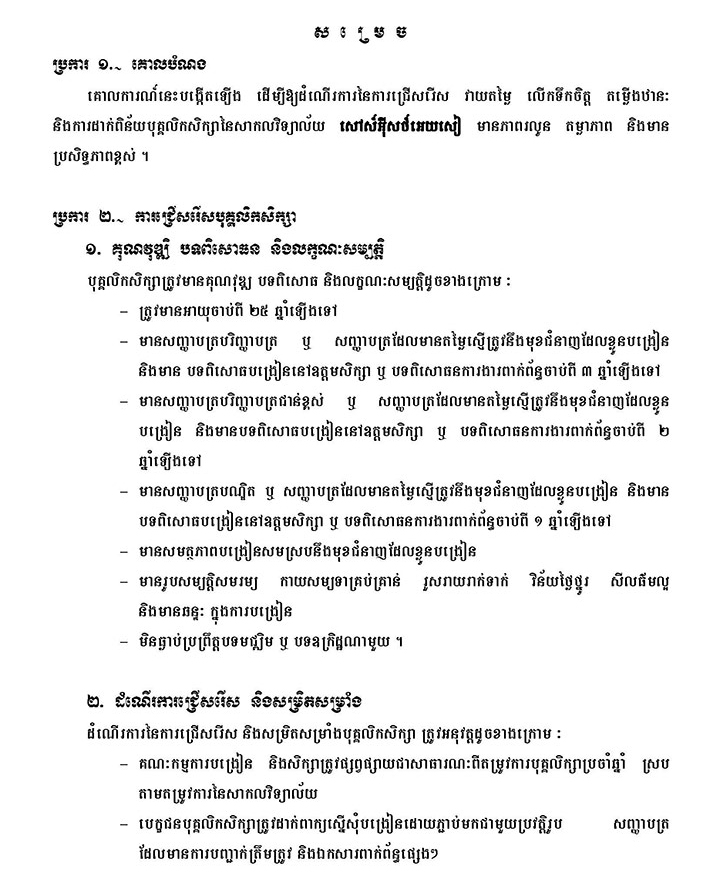 ស ម្រេ ច
ប្រការ ១.~ គោលបំណង
គោលការណ៍នេះបង្កើតឡើង ដើម្បីឱ្យដំណើរការនៃការជ្រើសរើស វាយតម្លៃ លើកទឹកចិត្ត តម្លើងឋានៈ
និងការដាក់ពិន័យបុគ្គលិកសិក្សានៃសាកលវិទ្យាល័យ សៅស៍អ៊ីសថ៍អេយសៀ មានភាពរលូន តម្លាភាព និងមាន
ប្រសិទ្ធភាពខ្ពស់ ។
ប្រការ ២.~ ការជ្រើសរើសបុគ្គលិកសិក្សា
១. គុណវុឌ្ឍិ បទពិសោធន និងលក្ខណៈសម្បត្តិ
បុគ្គលិកសិក្សាត្រូវមានគុណវុឌ្ឍ បទពិសោធ និងលក្ខណៈសម្បត្តិដូចខាងក្រោម :
– ត្រូវមានអាយុចាប់ពី ២៥ ឆ្នាំឡើងទៅ
– មានសញ្ញាបត្របរិញ្ញាបត្រ ឬ សញ្ញាបត្រដែលមានតម្លៃស្មើត្រូវនឹងមុខជំនាញដែលខ្លួនបង្រៀន
និងមាន បទពិសោធបង្រៀននៅឧត្តមសិក្សា ឬ បទពិសោធនការងារពាក់ព័ន្ធចាប់ពី ៣ ឆ្នាំឡើងទៅ
– មានសញ្ញាបត្របរិញ្ញាបត្រជាន់ខ្ពស់ ឬ សញ្ញាបត្រដែលមានតម្លៃស្មើត្រូវនឹងមុខជំនាញដែលខ្លួន
បង្រៀន និងមានបទពិសោធបង្រៀននៅឧត្តមសិក្សា ឬ បទពិសោធនការងារពាក់ព័ន្ធចាប់ពី ២
ឆ្នាំឡើងទៅ
– មានសញ្ញាបត្របណ្ឌិត ឬ សញ្ញាបត្រដែលមានតម្លៃស្មើត្រូវនឹងមុខជំនាញដែលខ្លួនបង្រៀន និងមាន
បទពិសោធបង្រៀននៅឧត្តមសិក្សា ឬ បទពិសោធនការងារពាក់ព័ន្ធចាប់ពី ១ ឆ្នាំឡើងទៅ
– មានសមត្ថភាពបង្រៀនសមស្របនឹងមុខជំនាញដែលខ្លួនបង្រៀន
– មានរូបសម្បត្តិសមរម្យ កាយសម្បទាគ្រប់គ្រាន់ រួសរាយរាក់ទាក់ វិន័យថ្លៃថ្នូរ សីលធម៌ល្អ
និងមានឆន្ទៈ ក្នុងការបង្រៀន
– មិនធ្លាប់ប្រព្រឹត្តបទមជ្ឈិម ឬ បទឧក្រិដ្ឋណាមួយ ។
២. ដំណើរការជ្រើសរើស និងសម្រិតសម្រាំង
ដំណើរការនៃការជ្រើសរើស និងសម្រិតសម្រាំងបុគ្គលិកសិក្សា ត្រូវអនុវត្តដូចខាងក្រោម :
– គណៈកម្មការបង្រៀន និងសិក្សាត្រូវផ្សព្វផ្សាយជាសាធារណៈពីតម្រូវការបុគ្គលិកសិក្សាប្រចាំឆ្នាំ ស្រប
តាមតម្រូវការនៃសាកលវិទ្យាល័យ
– បេក្ខជនបុគ្គលិកសិក្សាត្រូវដាក់ពាក្យស្នើសុំបង្រៀនដោយភ្ជាប់មកជាមួយប្រវត្តិរូប សញ្ញាបត្រ
ដែលមានការបញ្ជាក់ត្រឹមត្រូវ និងឯកសារពាក់ព័ន្ធផ្សេងៗ